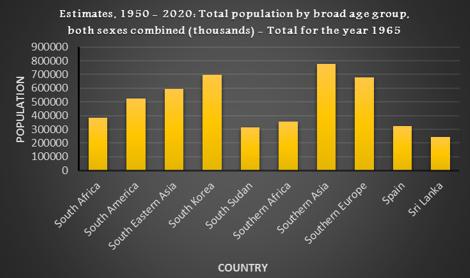 Estimates, 1950 - 2020: Total population by broad age group,
both sexes combined (thousands) - Total for the year 1965
900000
800000
700000
600000
500000
400000
300000
200000
100000
0
POPULATION
South Africa
South America
South Eastern Asia
South Korea
South Sudan
Southern Africa
Southern Asia
Southern Europe
Spain
Sri Lanka
COUNTRY